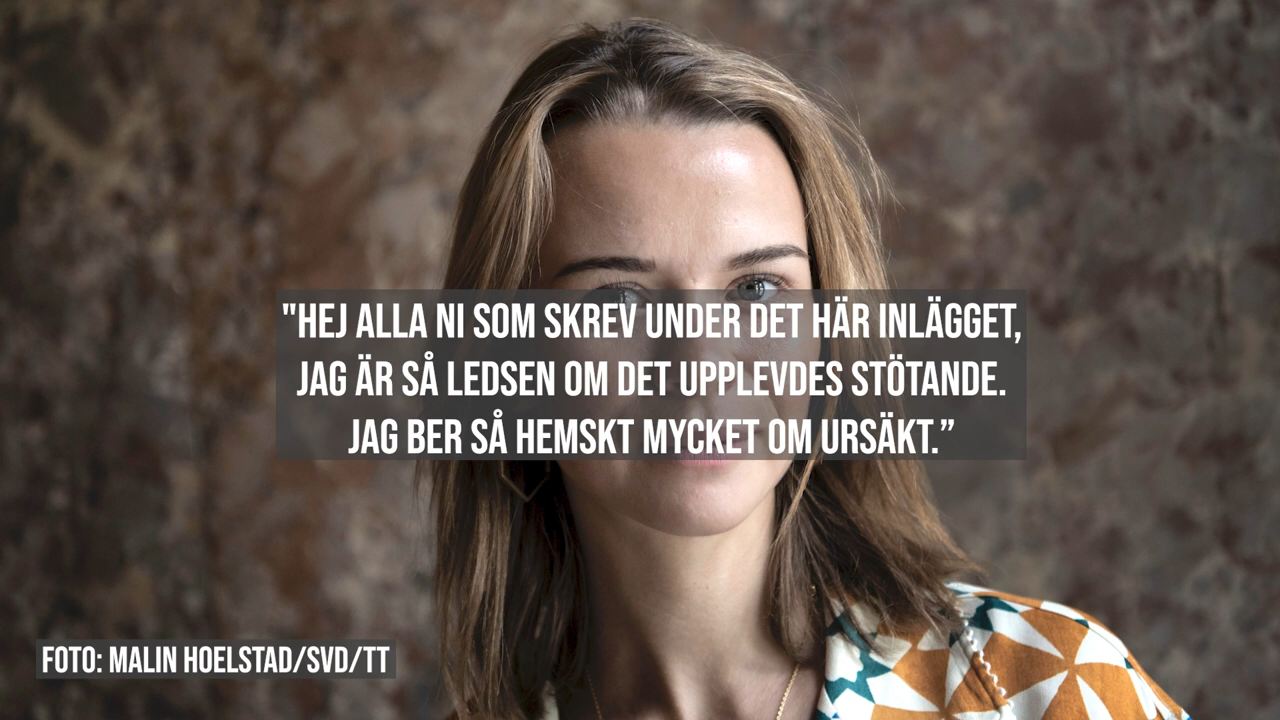 "HEJ ALLA NI SOM SKREV UNDER DET HÄR INLÄGGET,
JAG ÄR SÅ LEDSEN OM DET UPPLEVDES STÖTANDE.
JAG BER SÅ HEMSKT MYCKET OM URSÄKT.”
FOTO: MALIN HOELSTAD/SVD/TT